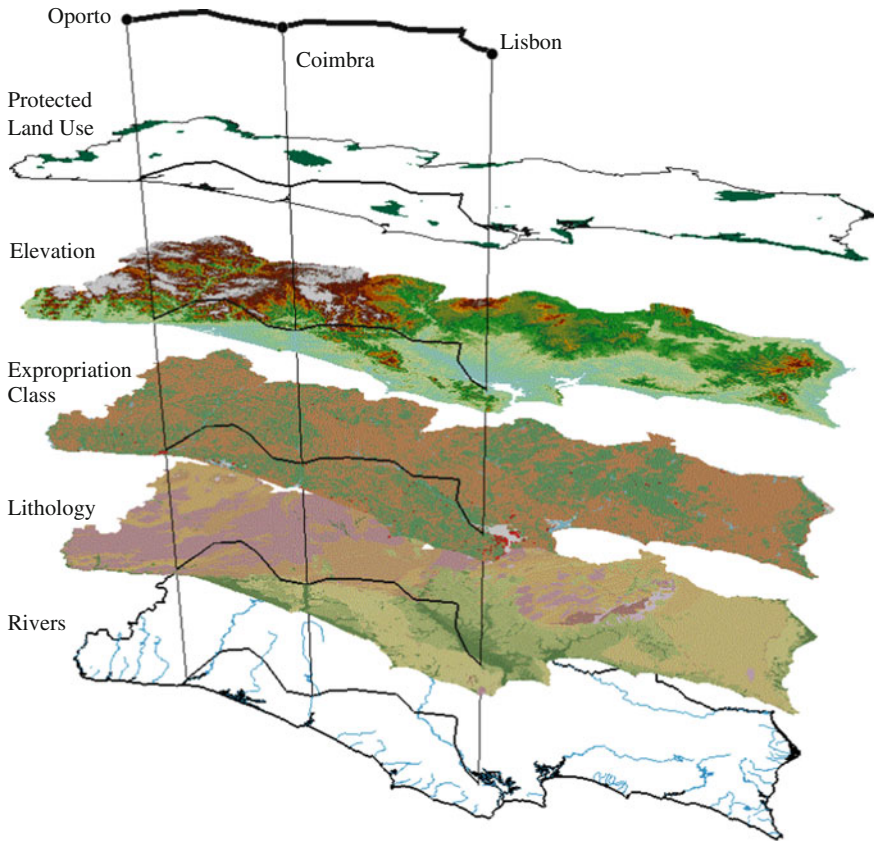 Oporto
Coimbra
Lisbon
Protected
Land Use
Elevation
Expropriation
Class
Lithology
Rivers